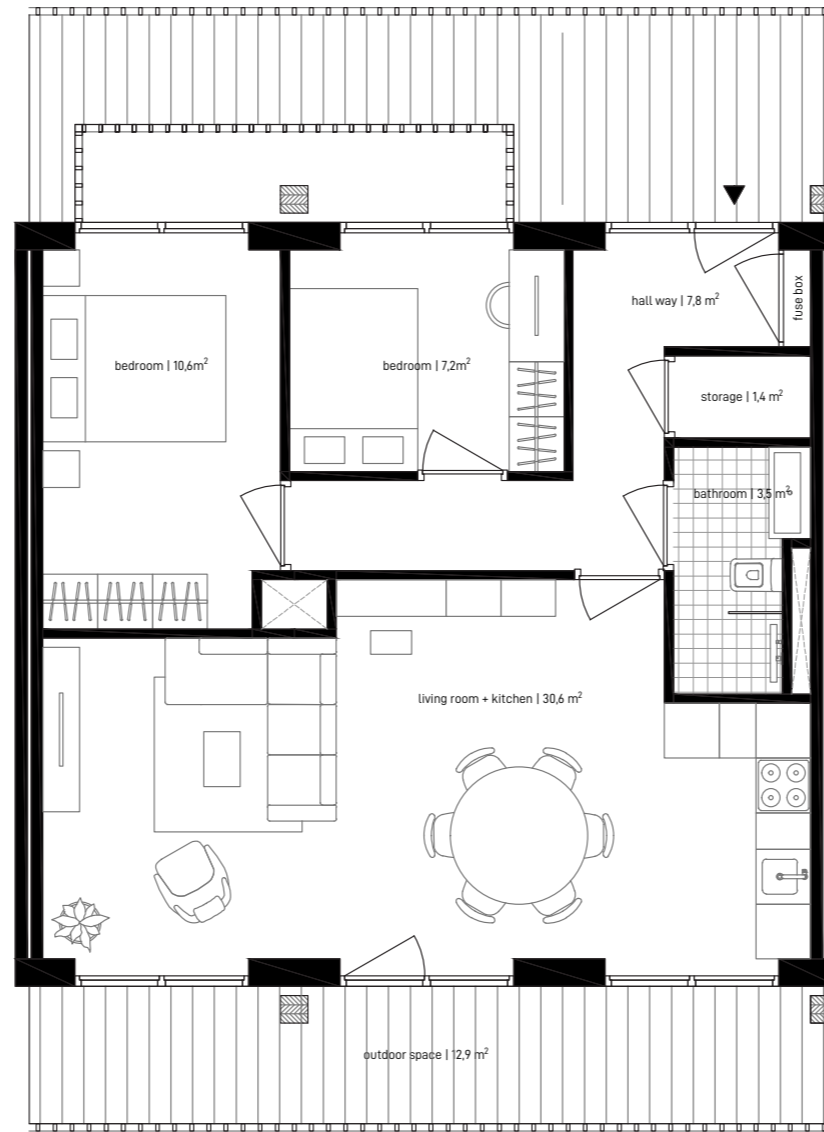 hall way | 7,8 m²
fuse box
bedroom | 10,6m²
bedroom | 7,2m²
storage | 1,4 m²
bathroom | 3,5 m²
living room + kitchen | 30,6 m²
outdoor space | 12,9 m²